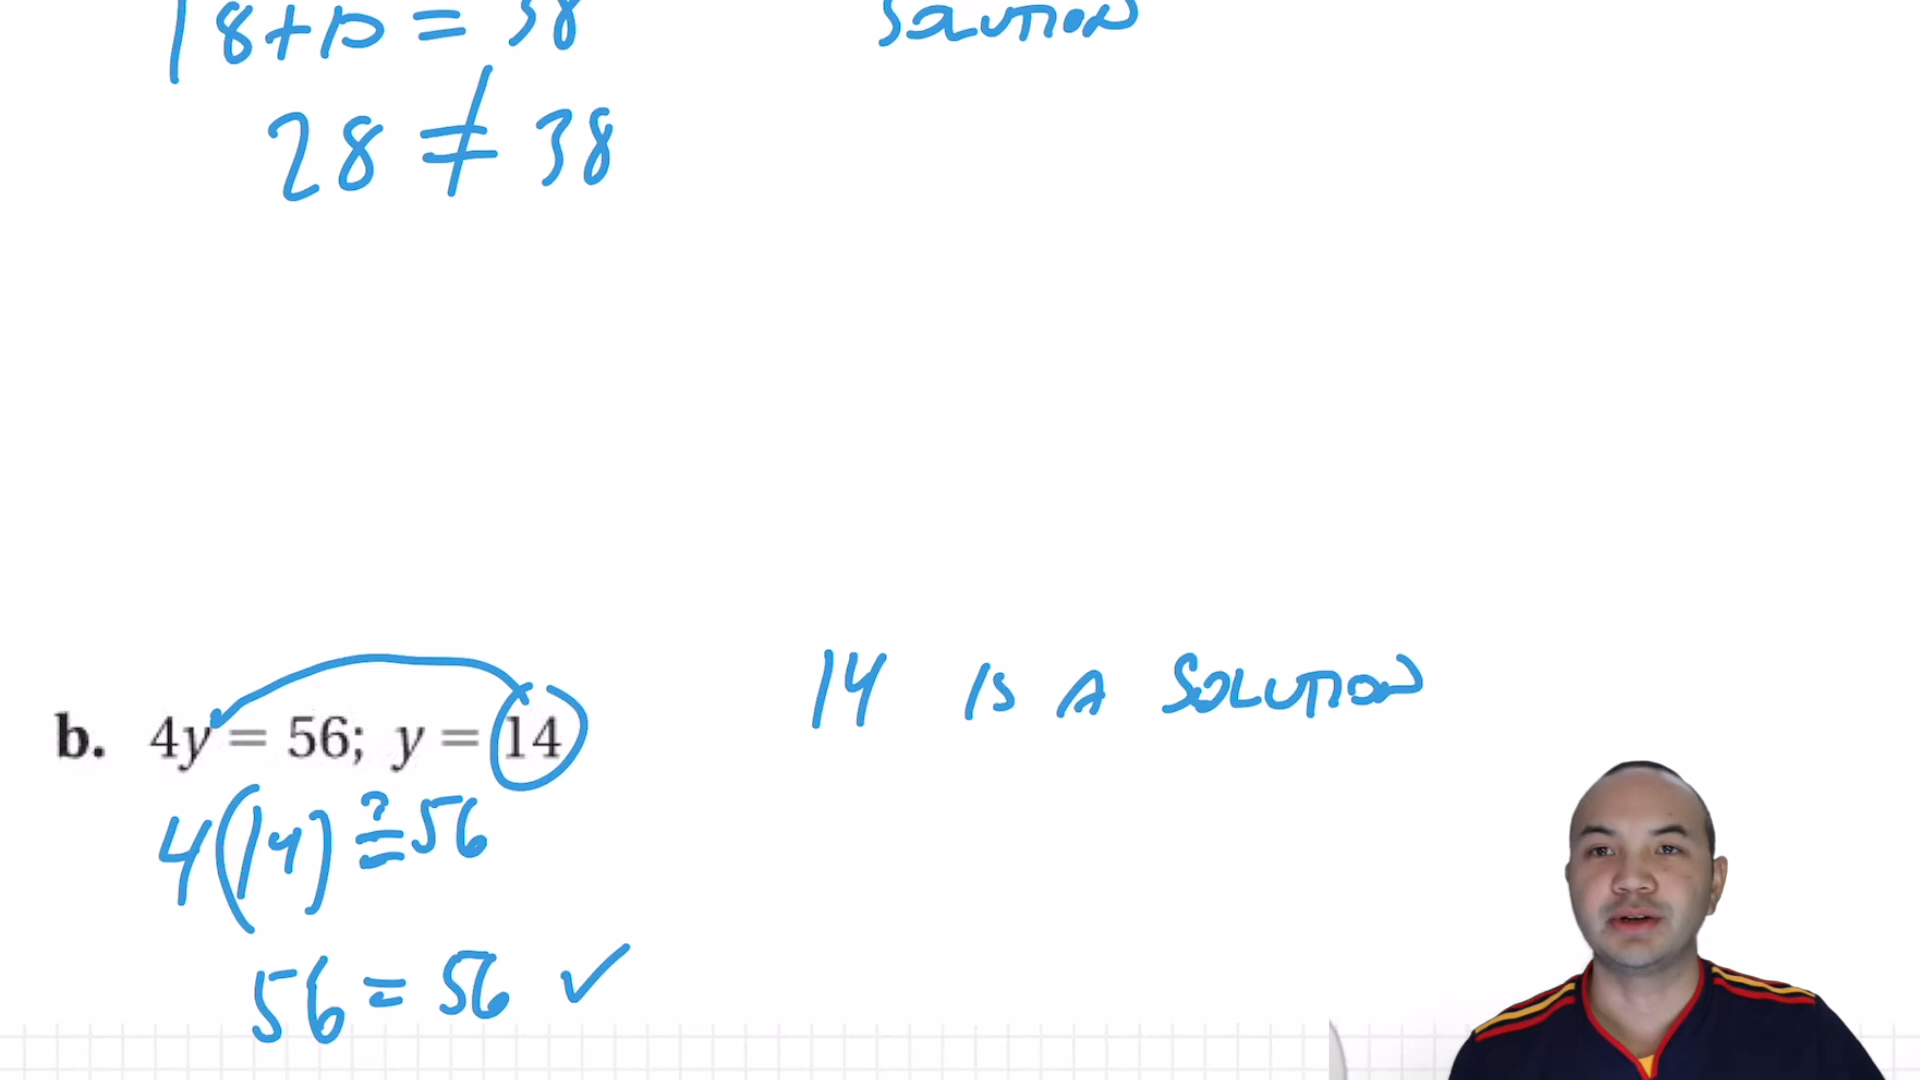 18+10 = 38
SOLUTION
28 ≠ 38
14 IS A SOLUTION
b. 4y = 56; y = 14
4(14) ≟ 56
56 = 56 ✓